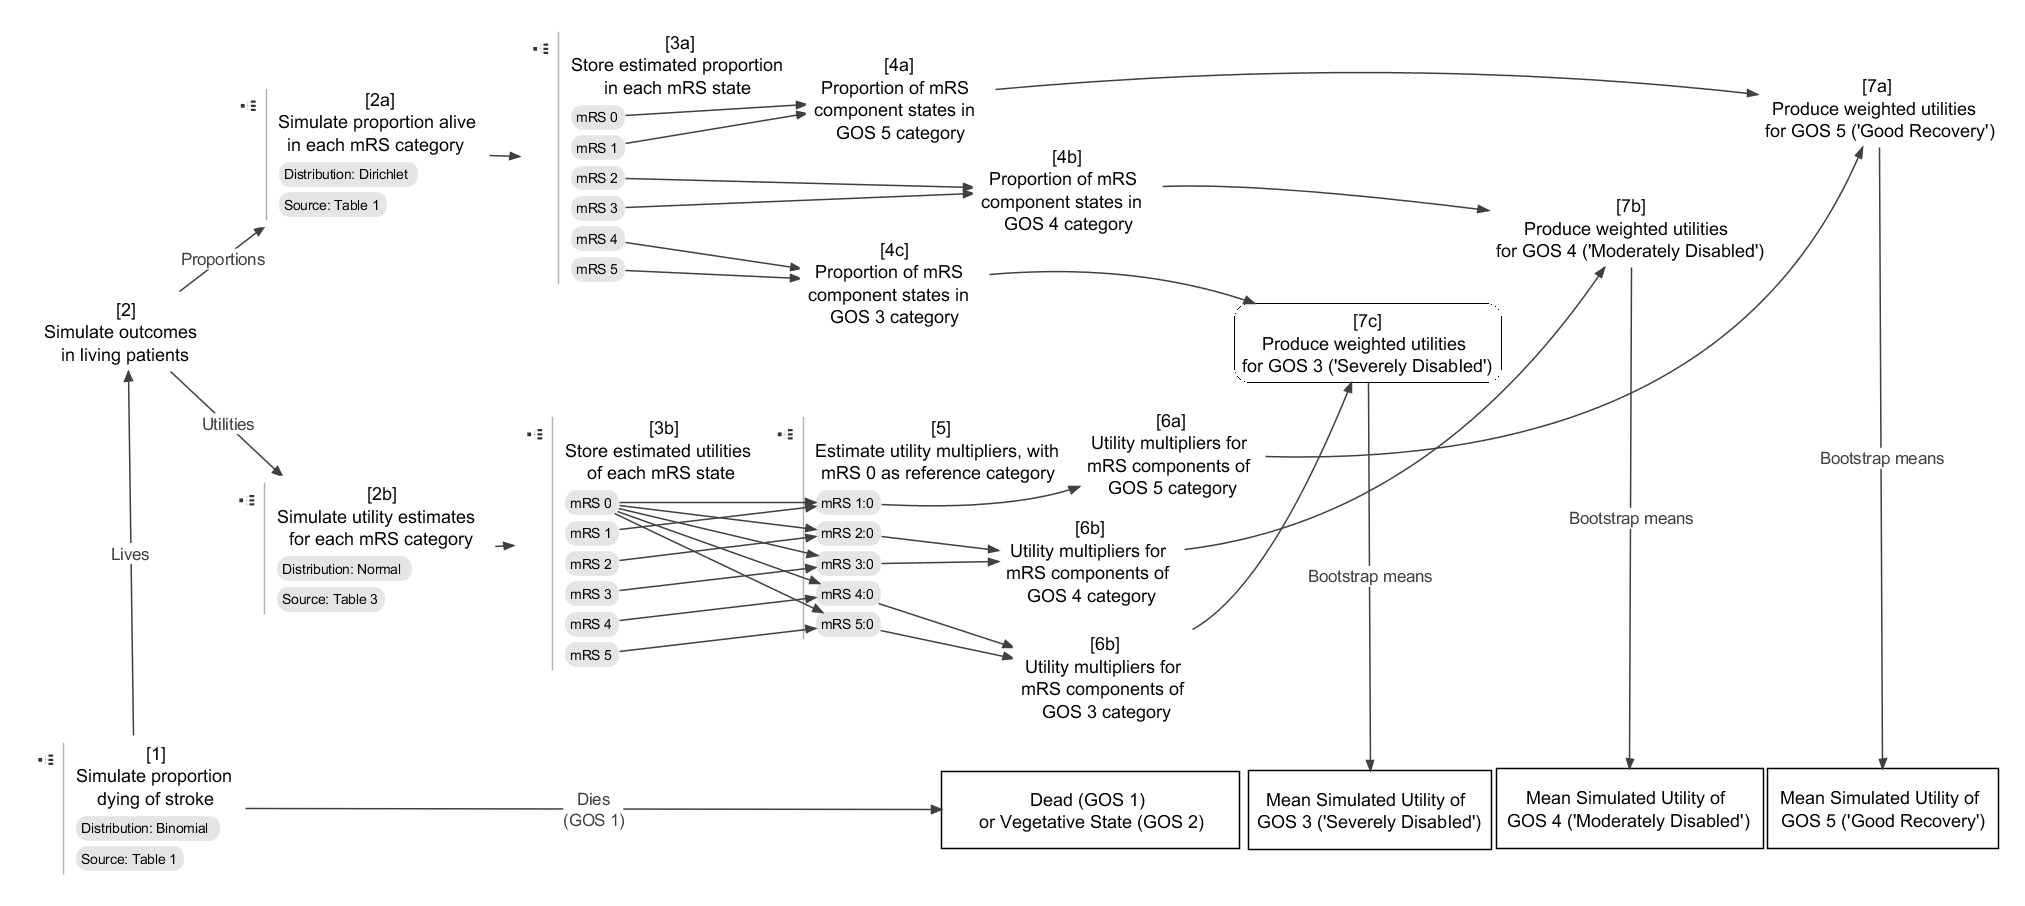 [3a]
Store estimated proportion
in each mRS state
mRS 0
mRS 1
mRS 2
mRS 3
mRS 4
mRS 5
[4a]
Proportion of mRS
component states in
GOS 5 category
[7a]
Produce weighted utilities
for GOS 5 ('Good Recovery')
[2a]
Simulate proportion alive
in each mRS category
Distribution: Dirichlet
Source: Table 1
[4b]
Proportion of mRS
component states in
GOS 4 category
[7b]
Produce weighted utilities
for GOS 4 ('Moderately Disabled')
[4c]
Proportion of mRS
component states in
GOS 3 category
Proportions
[2]
Simulate outcomes
in living patients
[7c]
Produce weighted utilities
for GOS 3 ('Severely Disabled')
Utilities
[3b]
Store estimated utilities
of each mRS state
mRS 0
mRS 1
mRS 2
mRS 3
mRS 4
mRS 5
[5]
Estimate utility multipliers, with
mRS 0 as reference category
mRS 1:0
mRS 2:0
mRS 3:0
mRS 4:0
mRS 5:0
[6a]
Utility multipliers for
mRS components of
GOS 5 category
Bootstrap means
[2b]
Simulate utility estimates
for each mRS category
Distribution: Normal
Source: Table 3
[6b]
Utility multipliers for
mRS components of
GOS 4 category
Bootstrap means
Lives
Bootstrap means
[6b]
Utility multipliers for
mRS components of
GOS 3 category
[1]
Simulate proportion
dying of stroke
Distribution: Binomial
Source: Table 1
Dies
(GOS 1)
Dead (GOS 1)
or Vegetative State (GOS 2)
Mean Simulated Utility of
GOS 3 ('Severely Disabled')
Mean Simulated Utility of
GOS 4 ('Moderately Disabled')
Mean Simulated Utility of
GOS 5 ('Good Recovery')